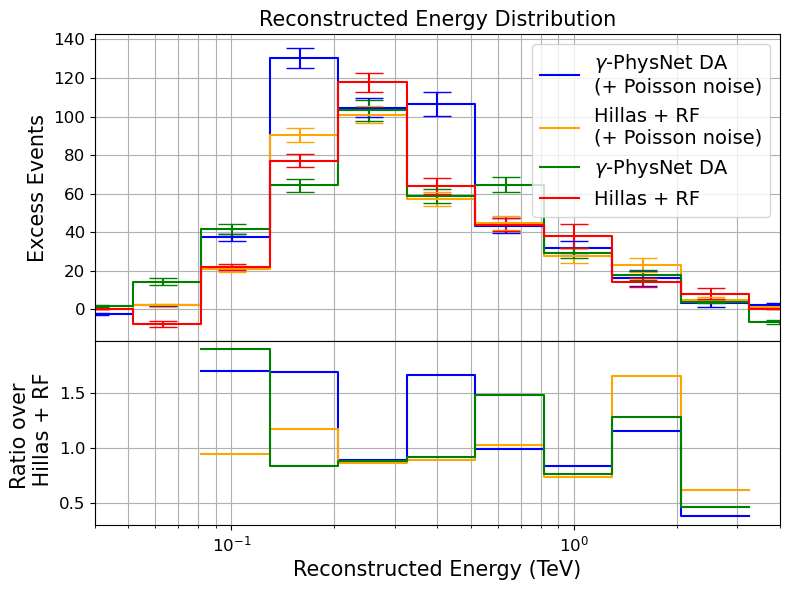 Reconstructed Energy Distribution
140
120
100
80
60
40
20
0
Excess Events
γ-PhysNet DA
(+ Poisson noise)
Hillas + RF
(+ Poisson noise)
γ-PhysNet DA
Hillas + RF
1.5
1.0
0.5
Ratio over
Hillas + RF
10⁻¹
10⁰
Reconstructed Energy (TeV)